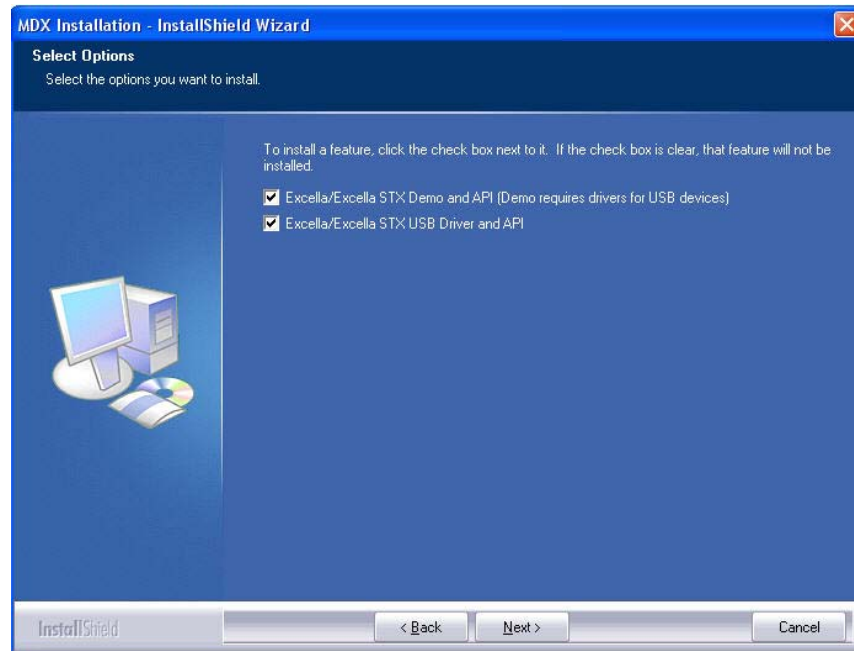 MDX Installation - InstallShield Wizard
Select Options
Select the options you want to install.
To install a feature, click the check box next to it. If the check box is clear, that feature will not be
installed.
Excella/Excella STX Demo and API (Demo requires drivers for USB devices)
Excella/Excella STX USB Driver and API
InstallShield
< Back
Next >
Cancel